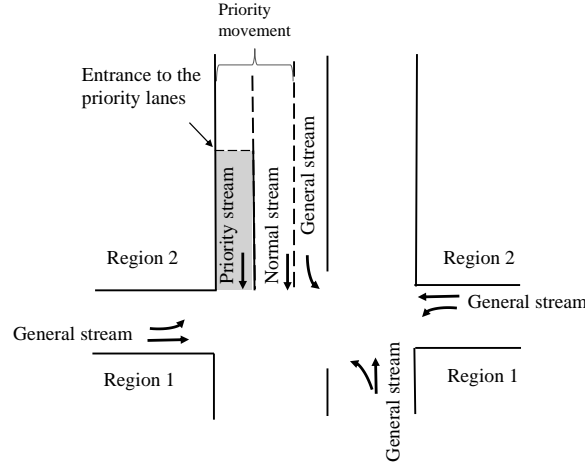 Priority
movement
Entrance to the
priority lanes
Priority stream
Normal stream
General stream
Region 2
Region 2
General stream
General stream
Region 1
Region 1
General stream